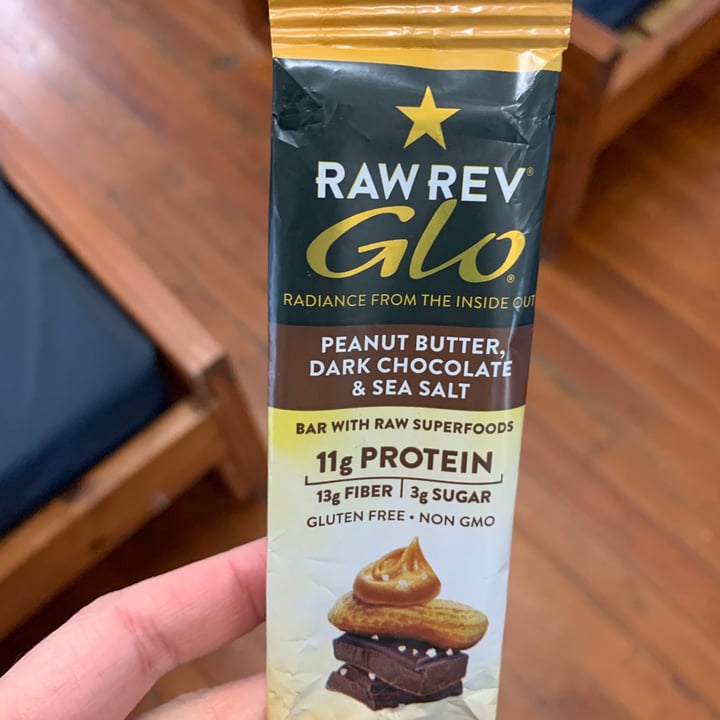 RAW REV®
Glo®
RADIANCE FROM THE INSIDE OUT
PEANUT BUTTER,
DARK CHOCOLATE
& SEA SALT
BAR WITH RAW SUPERFOODS
11g PROTEIN
13g FIBER | 3g SUGAR
GLUTEN FREE • NON GMO